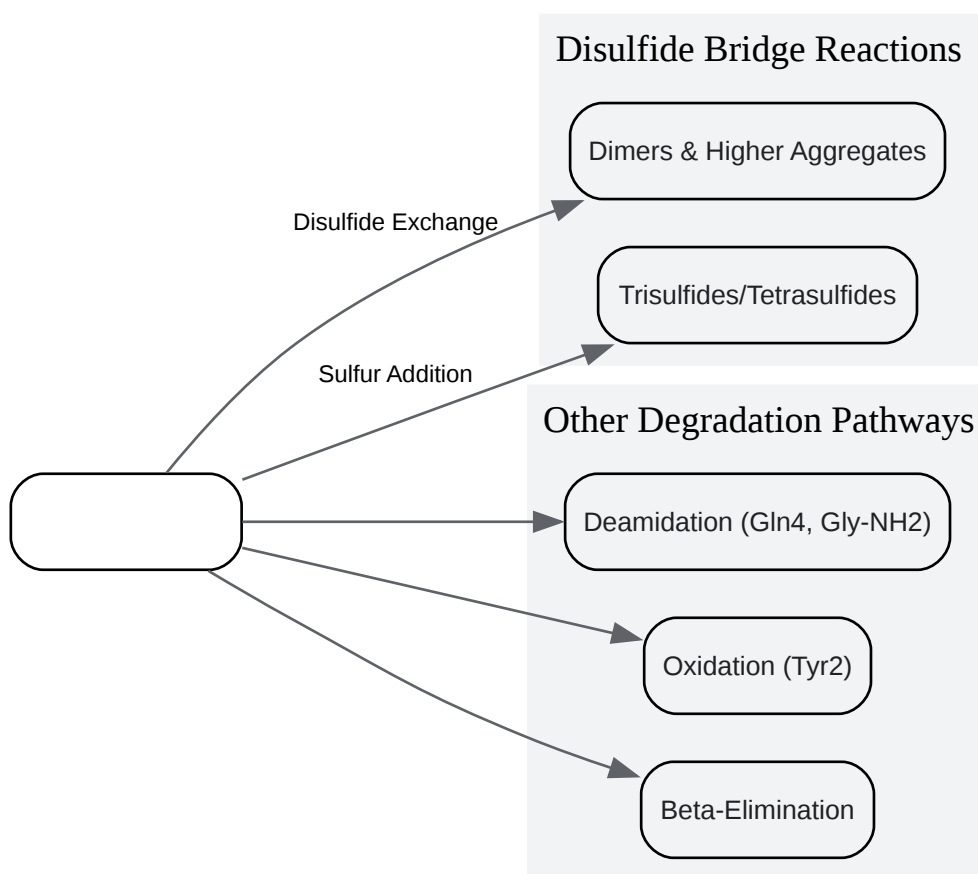 Disulfide Bridge Reactions
Dimers & Higher Aggregates
Disulfide Exchange
Trisulfides/Tetrasulfides
Sulfur Addition
Other Degradation Pathways
Deamidation (Gln4, Gly-NH2)
Oxidation (Tyr2)
Beta-Elimination